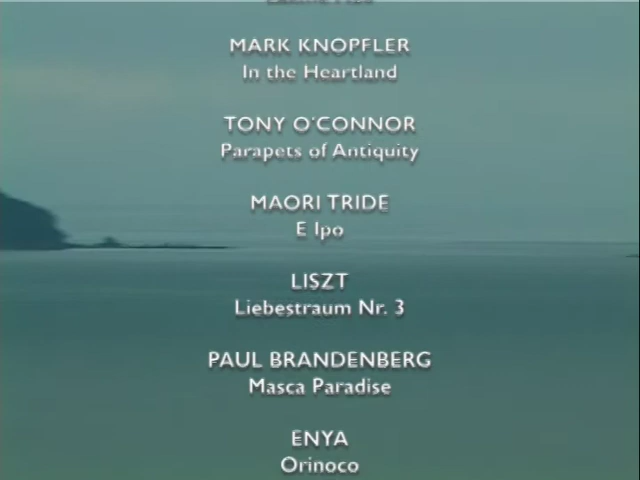 MARK KNOPFLER
In the Heartland
TONY O'CONNOR
Parapets of Antiquity
MAORI TRIDE
E Ipo
LISZT
Liebestraum Nr. 3
PAUL BRANDENBERG
Masca Paradise
ENYA
Orinoco